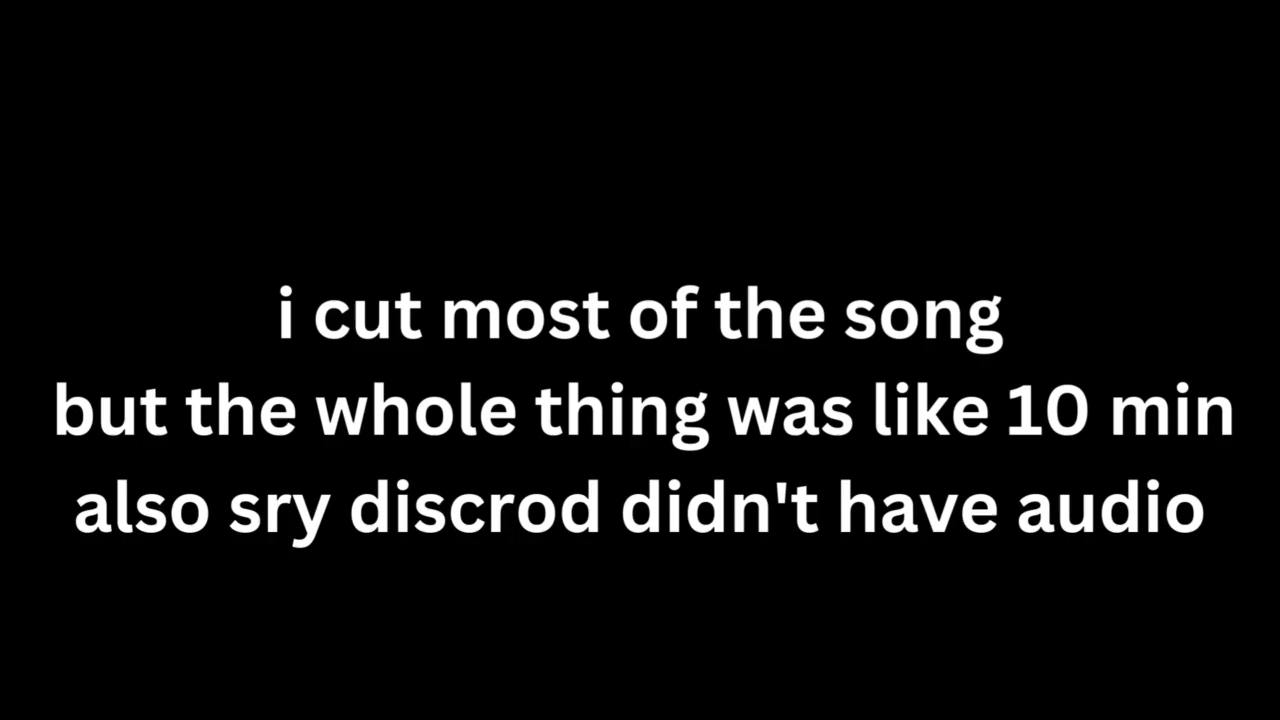 i cut most of the song
but the whole thing was like 10 min
also sry discrod didn't have audio